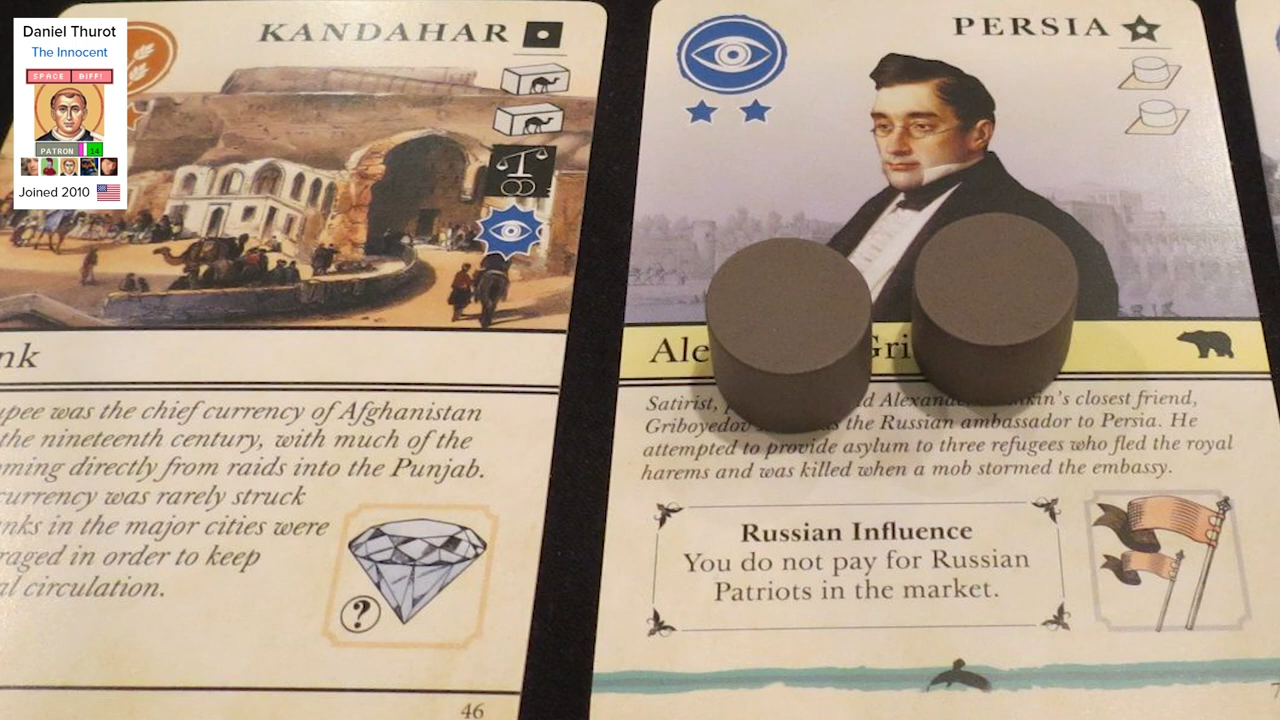 Daniel Thurot
The Innocent
SPACE BIFF!
PATRON 14
Joined 2010
KANDAHAR
nk
upee was the chief currency of Afghanistan
the nineteenth century, with much of the
ming directly from raids into the Punjab.
currency was rarely struck
nks in the major cities were
raged in order to keep
al circulation.
?
46
PERSIA
Ale Gri
Satirist, p d Alexand kin's closest friend,
Griboyedov s the Russian ambassador to Persia. He
attempted to provide asylum to three refugees who fled the royal
harems and was killed when a mob stormed the embassy.
Russian Influence
You do not pay for Russian
Patriots in the market.
7